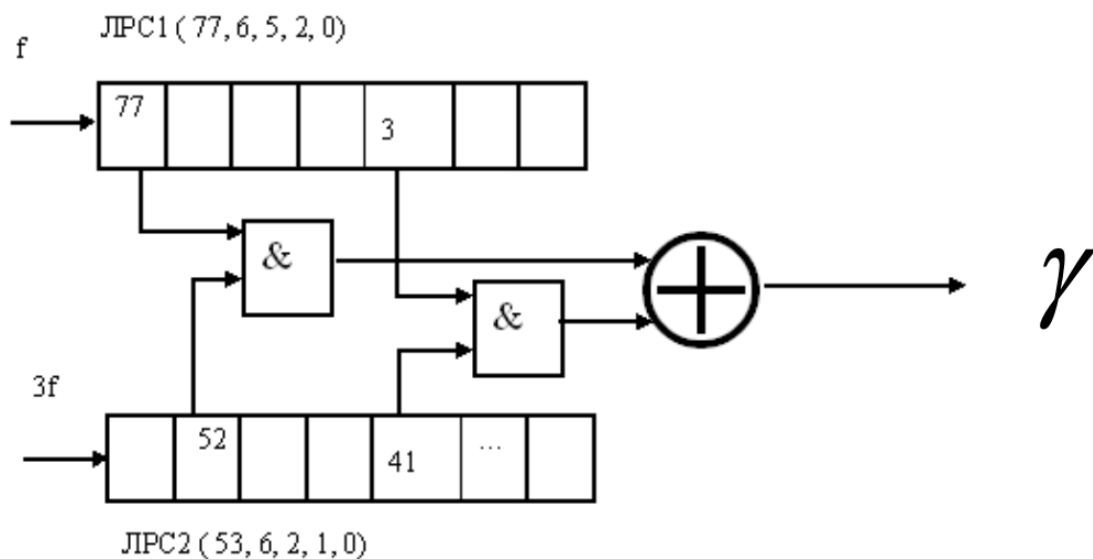 ЛРС1 ( 77, 6, 5, 2, 0)
f
77
3
&
&
γ
3f
52
41
...
ЛРС2 ( 53, 6, 2, 1, 0)